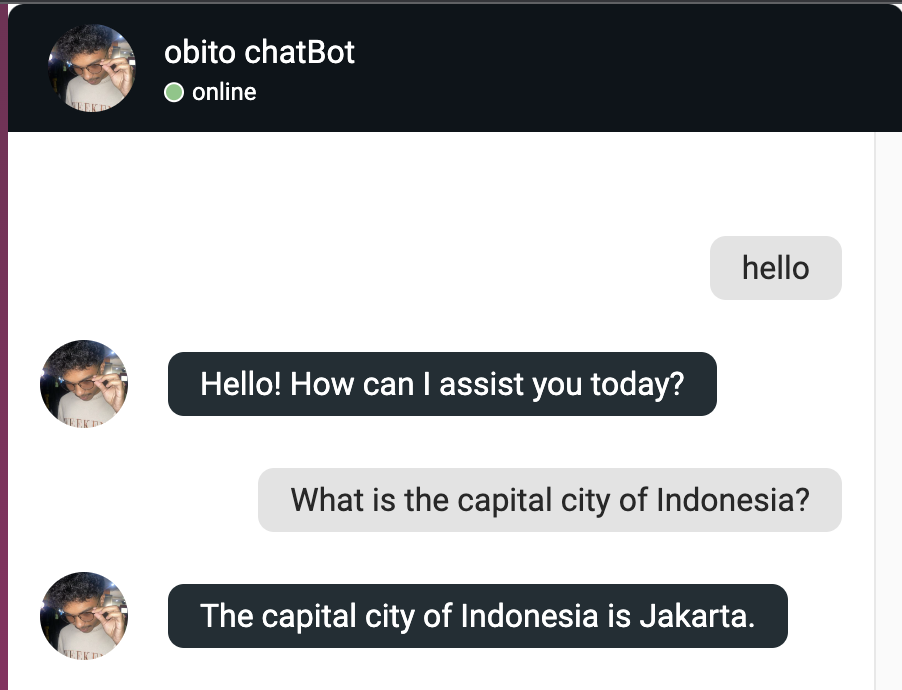 obito chatBot
online
hello
Hello! How can I assist you today?
What is the capital city of Indonesia?
The capital city of Indonesia is Jakarta.